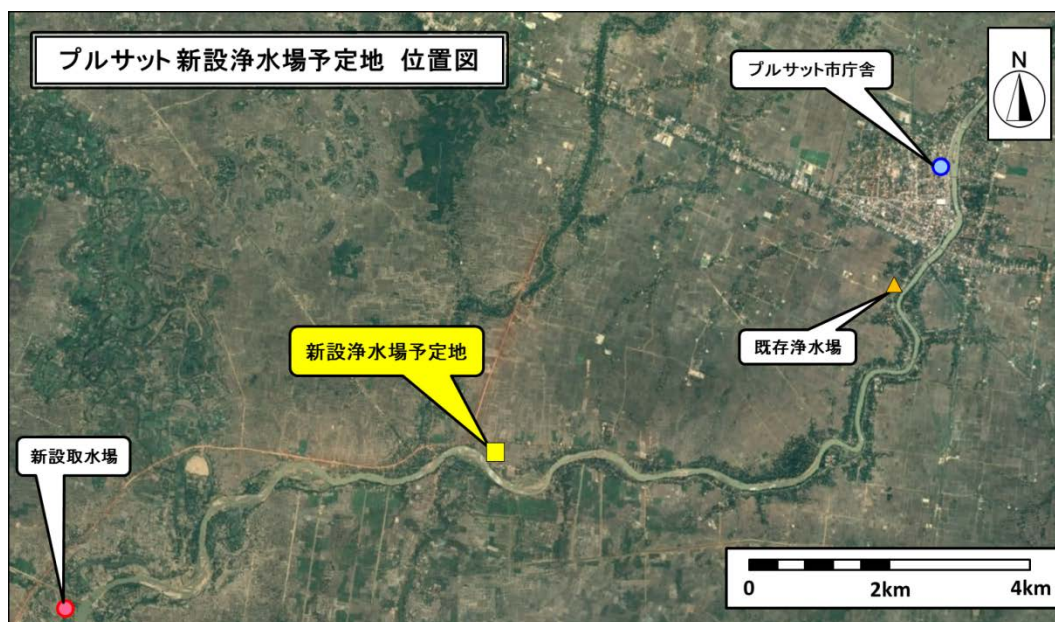 プルサット 新設浄水場予定地 位置図
プルサット市庁舎
N
新設浄水場予定地
既存浄水場
新設取水場
0 2km 4km